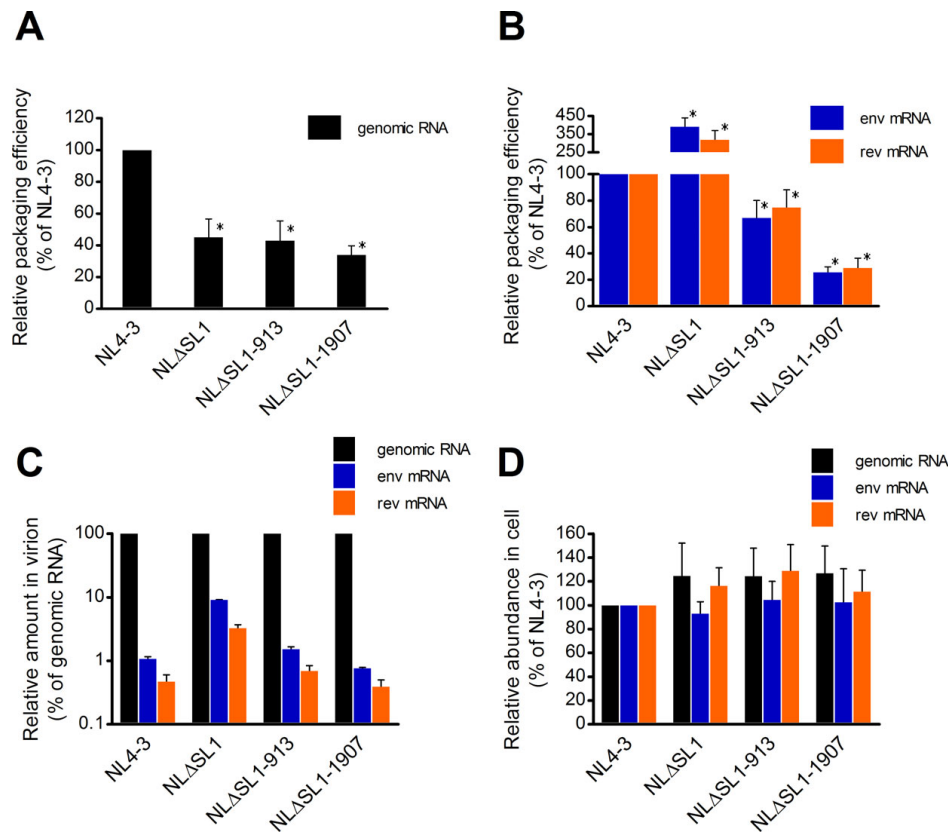 A
Relative packaging efficiency
(% of NL4-3)
120
100
80
60
40
20
0
genomic RNA
*
*
*
NL4-3
NLΔSL1
NLΔSL1-913
NLΔSL1-1907
B
Relative packaging efficiency
(% of NL4-3)
450
350
250
100
80
60
40
20
0
env mRNA
rev mRNA
*
*
*
*
*
*
NL4-3
NLΔSL1
NLΔSL1-913
NLΔSL1-1907
C
genomic RNA
env mRNA
rev mRNA
Relative amount in virion
(% of genomic RNA)
100
10
1
0.1
NL4-3
NLΔSL1
NLΔSL1-913
NLΔSL1-1907
D
genomic RNA
env mRNA
rev mRNA
Relative abundance in cell
(% of NL4-3)
160
140
120
100
80
60
40
20
0
NL4-3
NLΔSL1
NLΔSL1-913
NLΔSL1-1907